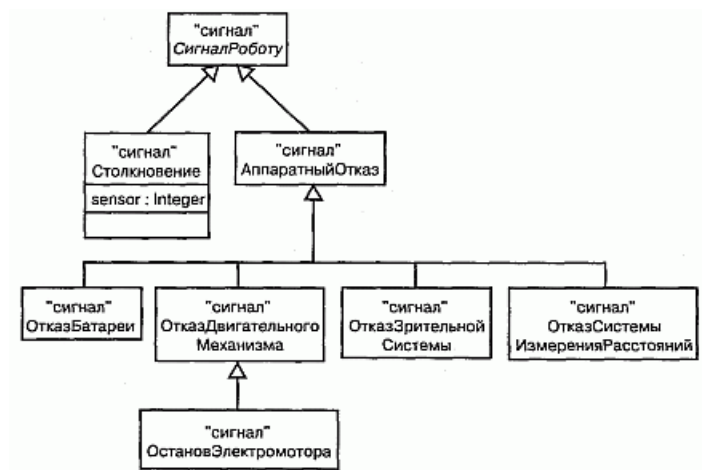 "сигнал"
СигналРоботу
"сигнал"
Столкновение
sensor : Integer
"сигнал"
АппаратныйОтказ
"сигнал"
ОтказБатареи
"сигнал"
ОтказДвигательного
Механизма
"сигнал"
ОтказЗрительной
Системы
"сигнал"
ОтказСистемы
ИзмеренияРасстояний
"сигнал"
ОстановЭлектромотора